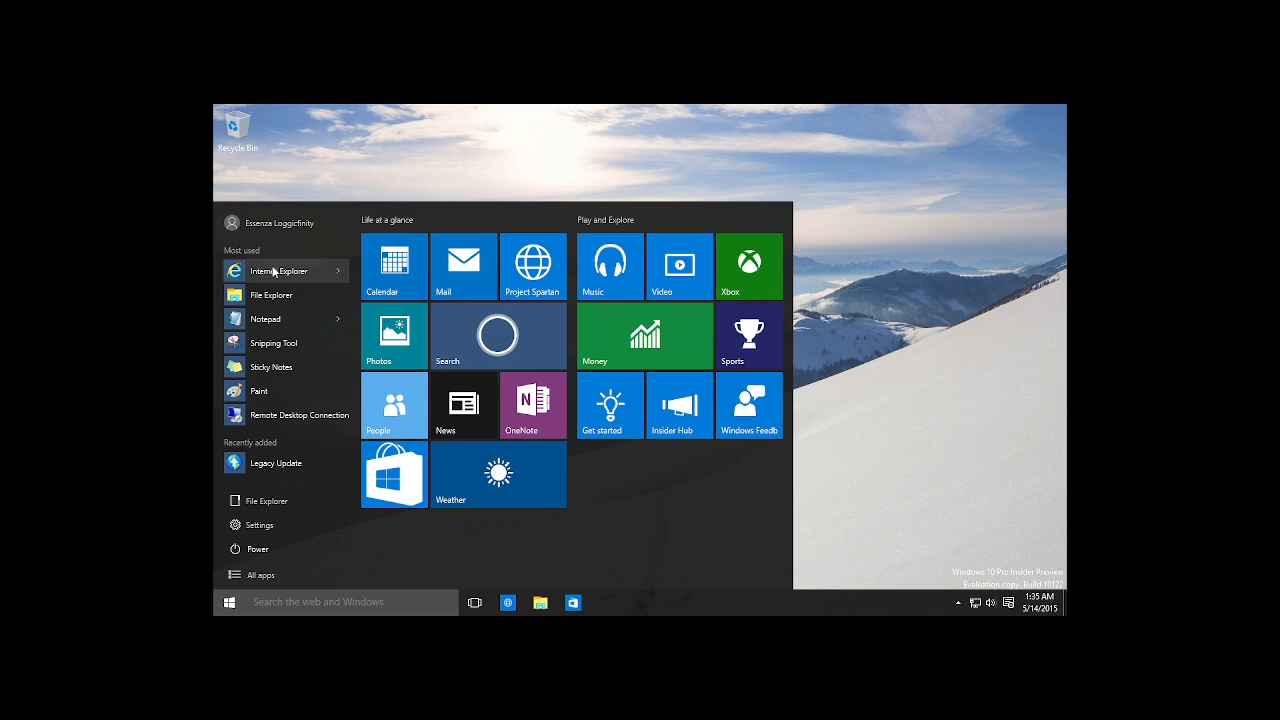 Recycle Bin
Essenza Loggicfinity
Most used
Internet Explorer
File Explorer
Notepad
Snipping Tool
Sticky Notes
Paint
Remote Desktop Connection
Recently added
Legacy Update
File Explorer
Settings
Power
All apps
Life at a glance
Calendar
Mail
Project Spartan
Photos
Search
People
News
N
OneNote
Weather
Play and Explore
Music
Video
Xbox
Money
Sports
Get started
Insider Hub
Windows Feedb
Windows 10 Pro Insider Preview
Evaluation copy. Build 10122
Search the web and Windows
1:35 AM
5/14/2015